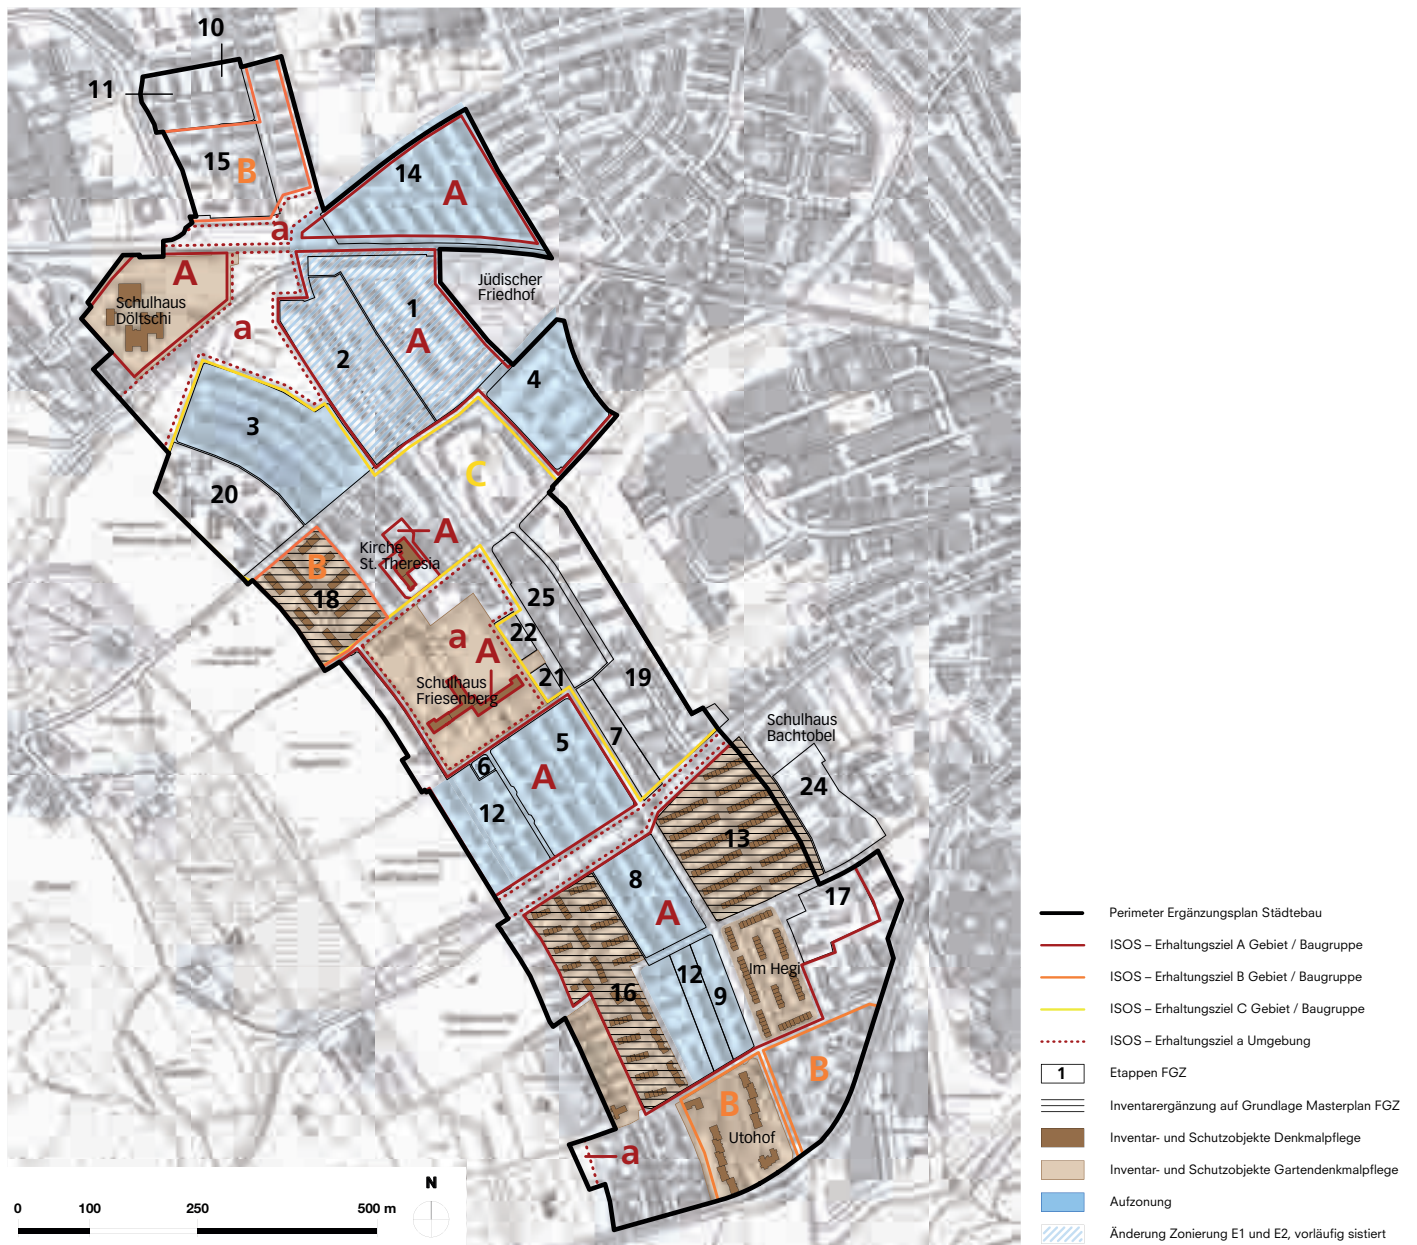 10
11
15
B
14
A
a
A
Schulhaus
Döltschi
Jüdischer
Friedhof
1
a
A
2
4
3
C
20
A
Kirche
St. Theresia
B
18
25
a
22
A
21
19
Schulhaus
Friesenberg
Schulhaus
Bachtobel
5
7
6
A
24
12
13
8
17
A
Im Hegi
12
9
16
B
B
Utohof
a
N
0 100 250 500 m
Perimeter Ergänzungsplan Städtebau
ISOS – Erhaltungsziel A Gebiet / Baugruppe
ISOS – Erhaltungsziel B Gebiet / Baugruppe
ISOS – Erhaltungsziel C Gebiet / Baugruppe
ISOS – Erhaltungsziel a Umgebung
1 Etappen FGZ
Inventarergänzung auf Grundlage Masterplan FGZ
Inventar- und Schutzobjekte Denkmalpflege
Inventar- und Schutzobjekte Gartendenkmalpflege
Aufzonung
Änderung Zonierung E1 und E2, vorläufig sistiert